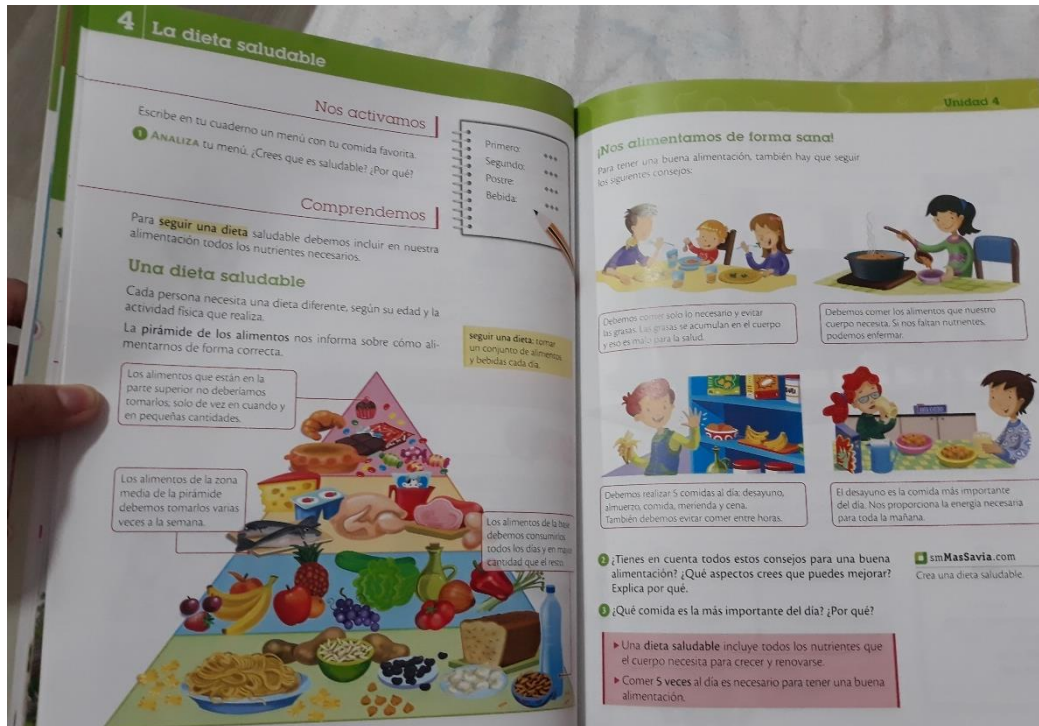 4 La dieta saludable
Nos activamos
Escribe en tu cuaderno un menú con tu comida favorita.
1 ANALIZA tu menú. ¿Crees que es saludable? ¿Por qué?
Primero: ***
Segundo: ***
Postre: ***
Bebida: ***
Comprendemos
Para seguir una dieta saludable debemos incluir en nuestra
alimentación todos los nutrientes necesarios.
Una dieta saludable
Cada persona necesita una dieta diferente, según su edad y la
actividad física que realiza.
La pirámide de los alimentos nos informa sobre cómo ali-
mentarnos de forma correcta.
seguir una dieta: tomar
un conjunto de alimentos
y bebidas cada día.
Los alimentos que están en la
parte superior no deberíamos
tomarlos; solo de vez en cuando y
en pequeñas cantidades.
Los alimentos de la zona
media de la pirámide
debemos tomarlos varias
veces a la semana.
Los alimentos de la base
debemos consumirlos
todos los días y en mayor
cantidad que el resto.
Unidad 4
¡Nos alimentamos de forma sana!
Para tener una buena alimentación, también hay que seguir
los siguientes consejos:
Debemos comer solo lo necesario y evitar
las grasas. Las grasas se acumulan en el cuerpo
y eso es malo para la salud.
Debemos comer los alimentos que nuestro
cuerpo necesita. Si nos faltan nutrientes,
podemos enfermar.
Debemos realizar 5 comidas al día: desayuno,
almuerzo, comida, merienda y cena.
También debemos evitar comer entre horas.
El desayuno es la comida más importante
del día. Nos proporciona la energía necesaria
para toda la mañana.
2 ¿Tienes en cuenta todos estos consejos para una buena
alimentación? ¿Qué aspectos crees que puedes mejorar?
Explica por qué.
3 ¿Qué comida es la más importante del día? ¿Por qué?
smMasSavia.com
Crea una dieta saludable.
Una dieta saludable incluye todos los nutrientes que
el cuerpo necesita para crecer y renovarse.
Comer 5 veces al día es necesario para tener una buena
alimentación.